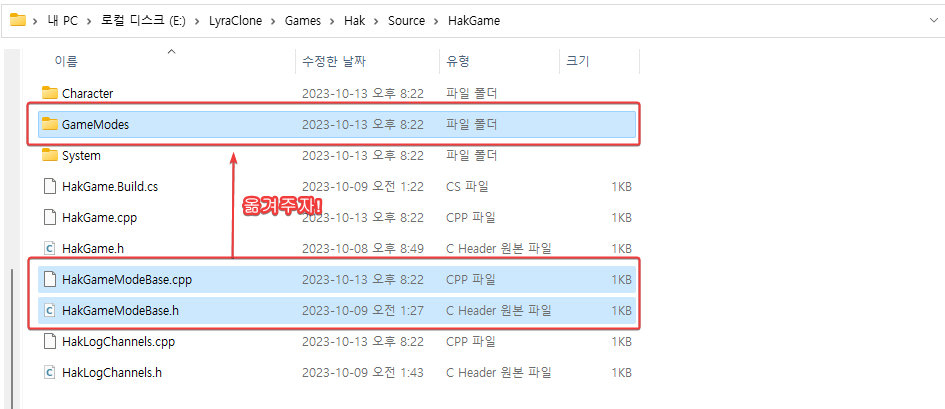 내 PC > 로컬 디스크 (E:) > LyraClone > Games > Hak > Source > HakGame
이름 수정한 날짜 유형 크기
Character 2023-10-13 오후 8:22 파일 폴더
GameModes 2023-10-13 오후 8:22 파일 폴더
System 2023-10-13 오후 8:22 파일 폴더
HakGame.Build.cs 2023-10-09 오전 1:22 CS 파일 1KB
옮겨주자!
HakGame.cpp 2023-10-13 오후 8:22 CPP 파일 1KB
HakGame.h 2023-10-08 오후 8:49 C Header 원본 파일 1KB
HakGameModeBase.cpp 2023-10-13 오후 8:22 CPP 파일 1KB
HakGameModeBase.h 2023-10-09 오전 1:27 C Header 원본 파일 1KB
HakLogChannels.cpp 2023-10-13 오후 8:22 CPP 파일 1KB
HakLogChannels.h 2023-10-09 오전 1:43 C Header 원본 파일 1KB